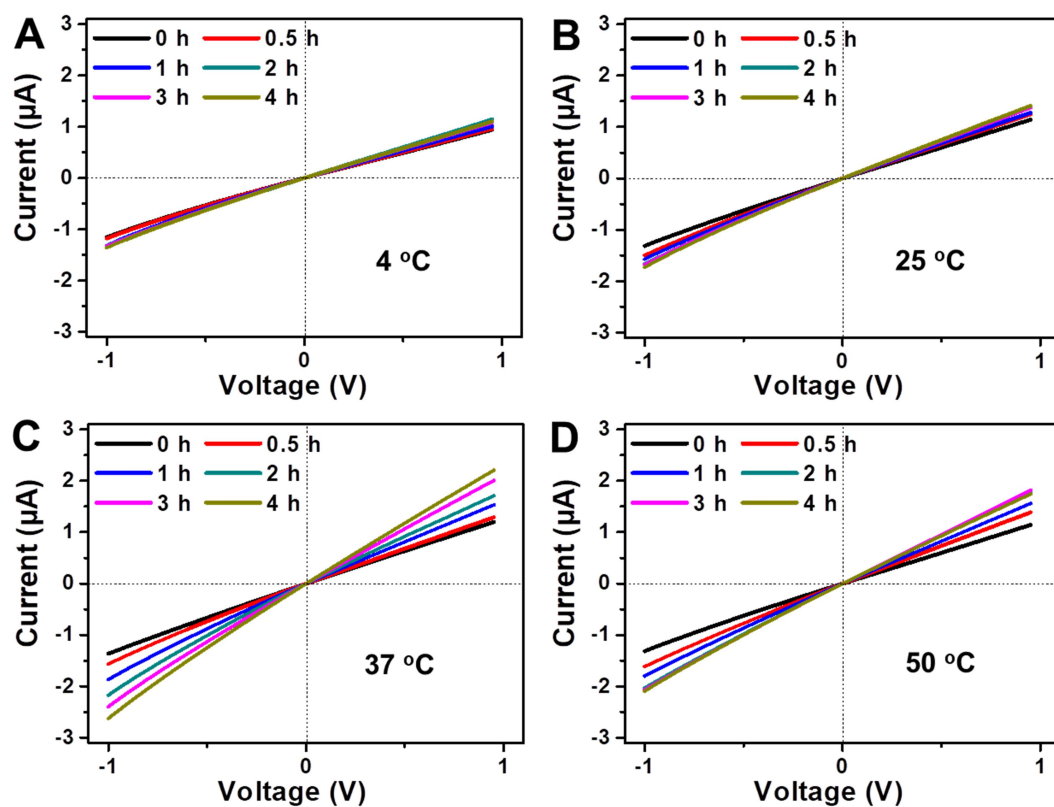 A
0 h 0.5 h
1 h 2 h
3 h 4 h
3
2
1
0
-1
-2
-3
Current (µA)
4 °C
-1 0 1
Voltage (V)
B
0 h 0.5 h
1 h 2 h
3 h 4 h
3
2
1
0
-1
-2
-3
Current (µA)
25 °C
-1 0 1
Voltage (V)
C
0 h 0.5 h
1 h 2 h
3 h 4 h
3
2
1
0
-1
-2
-3
Current (µA)
37 °C
-1 0 1
Voltage (V)
D
0 h 0.5 h
1 h 2 h
3 h 4 h
3
2
1
0
-1
-2
-3
Current (µA)
50 °C
-1 0 1
Voltage (V)